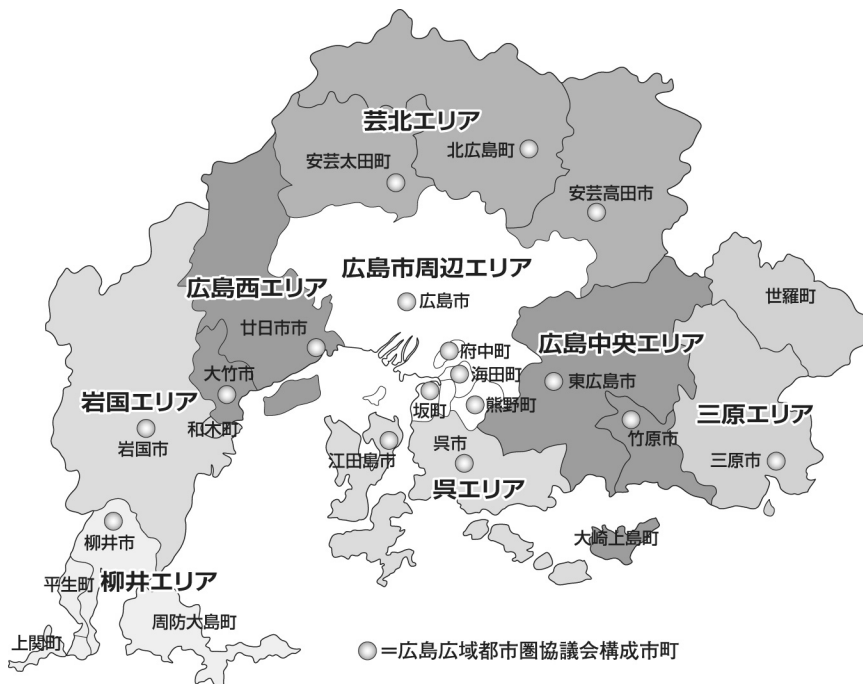 芸北エリア
北広島町
安芸太田町
安芸高田市
広島市周辺エリア
広島市
広島西エリア
廿日市市
世羅町
広島中央エリア
府中町
海田町
東広島市
大竹市
坂町
熊野町
岩国エリア
和木町
岩国市
三原エリア
竹原市
三原市
江田島市
呉市
呉エリア
柳井市
大崎上島町
平生町
柳井エリア
周防大島町
上関町
=広島広域都市圏協議会構成市町